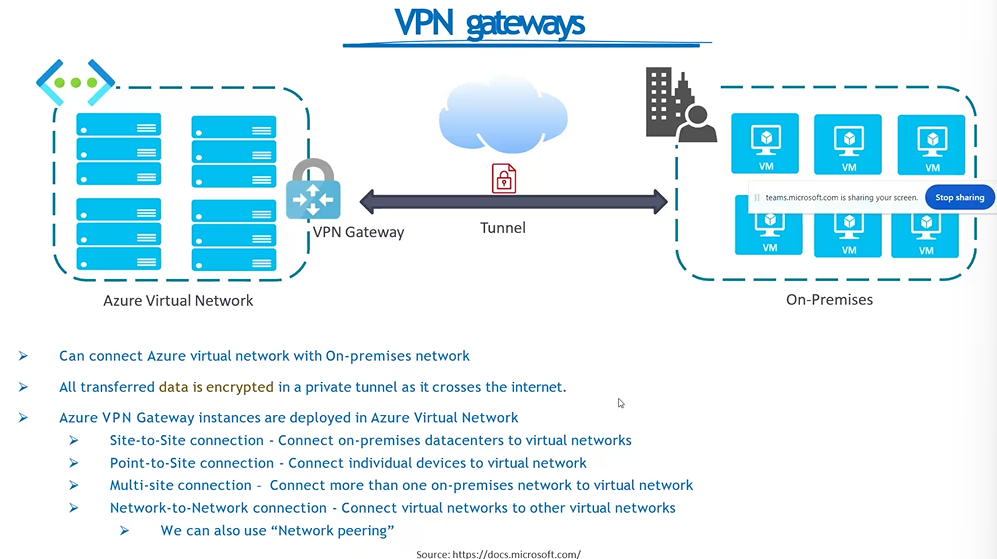 VPN gateways
VM
VM
VM
teams.microsoft.com is sharing your screen.
Stop sharing
VPN Gateway
Tunnel
VM
VM
VM
Azure Virtual Network
On-Premises
Can connect Azure virtual network with On-premises network
All transferred data is encrypted in a private tunnel as it crosses the internet.
Azure VPN Gateway instances are deployed in Azure Virtual Network
Site-to-Site connection - Connect on-premises datacenters to virtual networks
Point-to-Site connection - Connect individual devices to virtual network
Multi-site connection – Connect more than one on-premises network to virtual network
Network-to-Network connection - Connect virtual networks to other virtual networks
We can also use “Network peering”
Source: https://docs.microsoft.com/